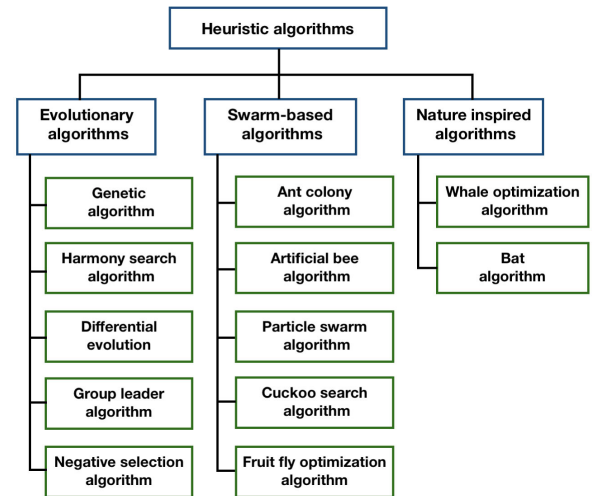 Heuristic algorithms
Evolutionary
algorithms
Swarm-based
algorithms
Nature inspired
algorithms
Genetic
algorithm
Harmony search
algorithm
Differential
evolution
Group leader
algorithm
Negative selection
algorithm
Ant colony
algorithm
Artificial bee
algorithm
Particle swarm
algorithm
Cuckoo search
algorithm
Fruit fly optimization
algorithm
Whale optimization
algorithm
Bat
algorithm